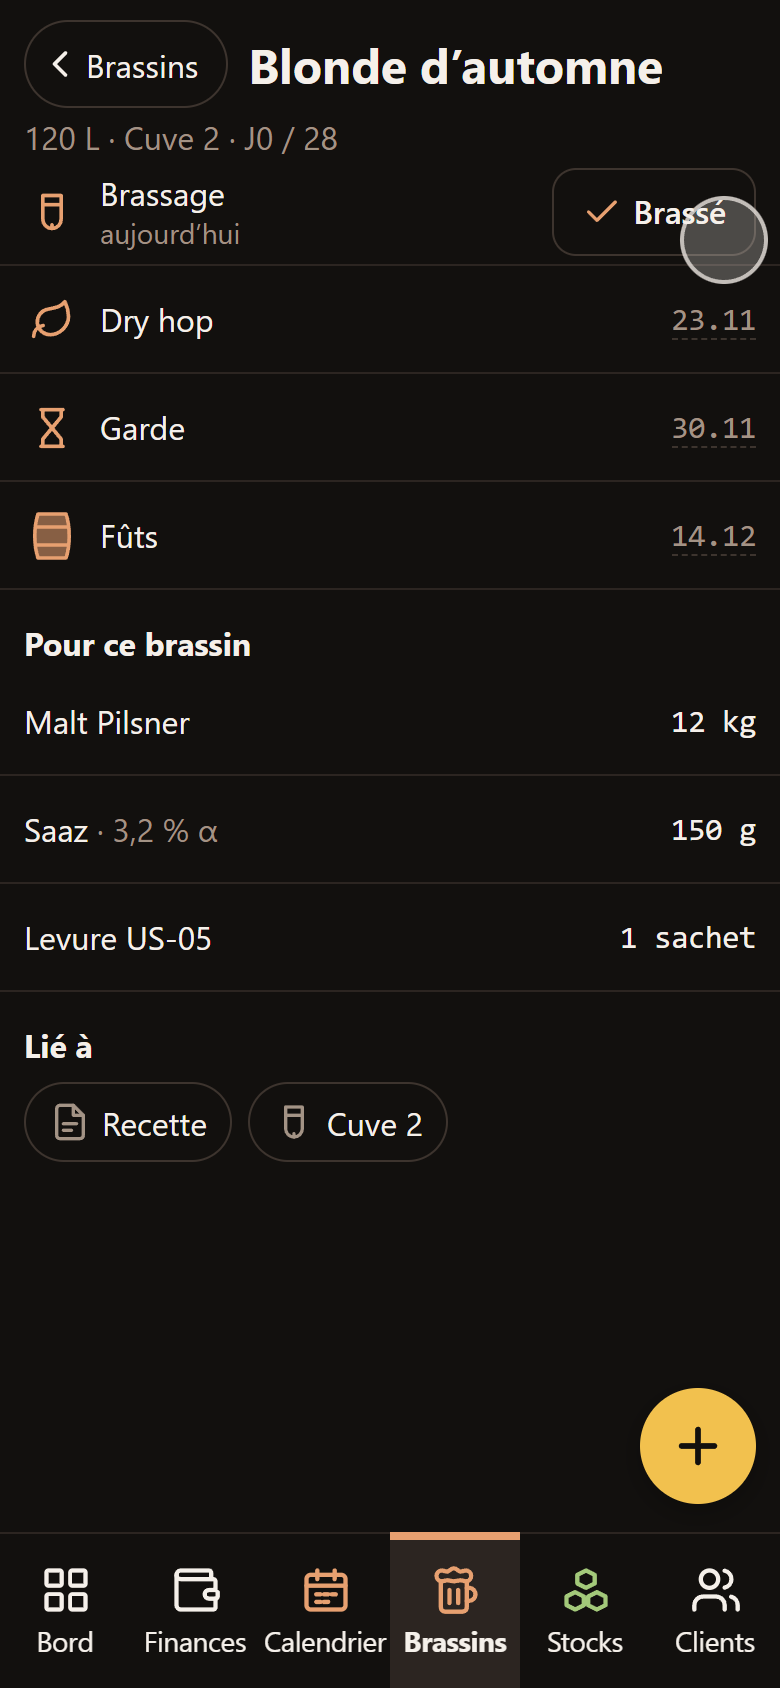 Brassins
Blonde d’automne
120 L · Cuve 2 · J0 / 28
Brassage
aujourd’hui
Brassé
Dry hop
23.11
Garde
30.11
Fûts
14.12
Pour ce brassin
Malt Pilsner
12 kg
Saaz · 3,2 % α
150 g
Levure US-05
1 sachet
Lié à
Recette
Cuve 2
Bord
Finances
Calendrier
Brassins
Stocks
Clients